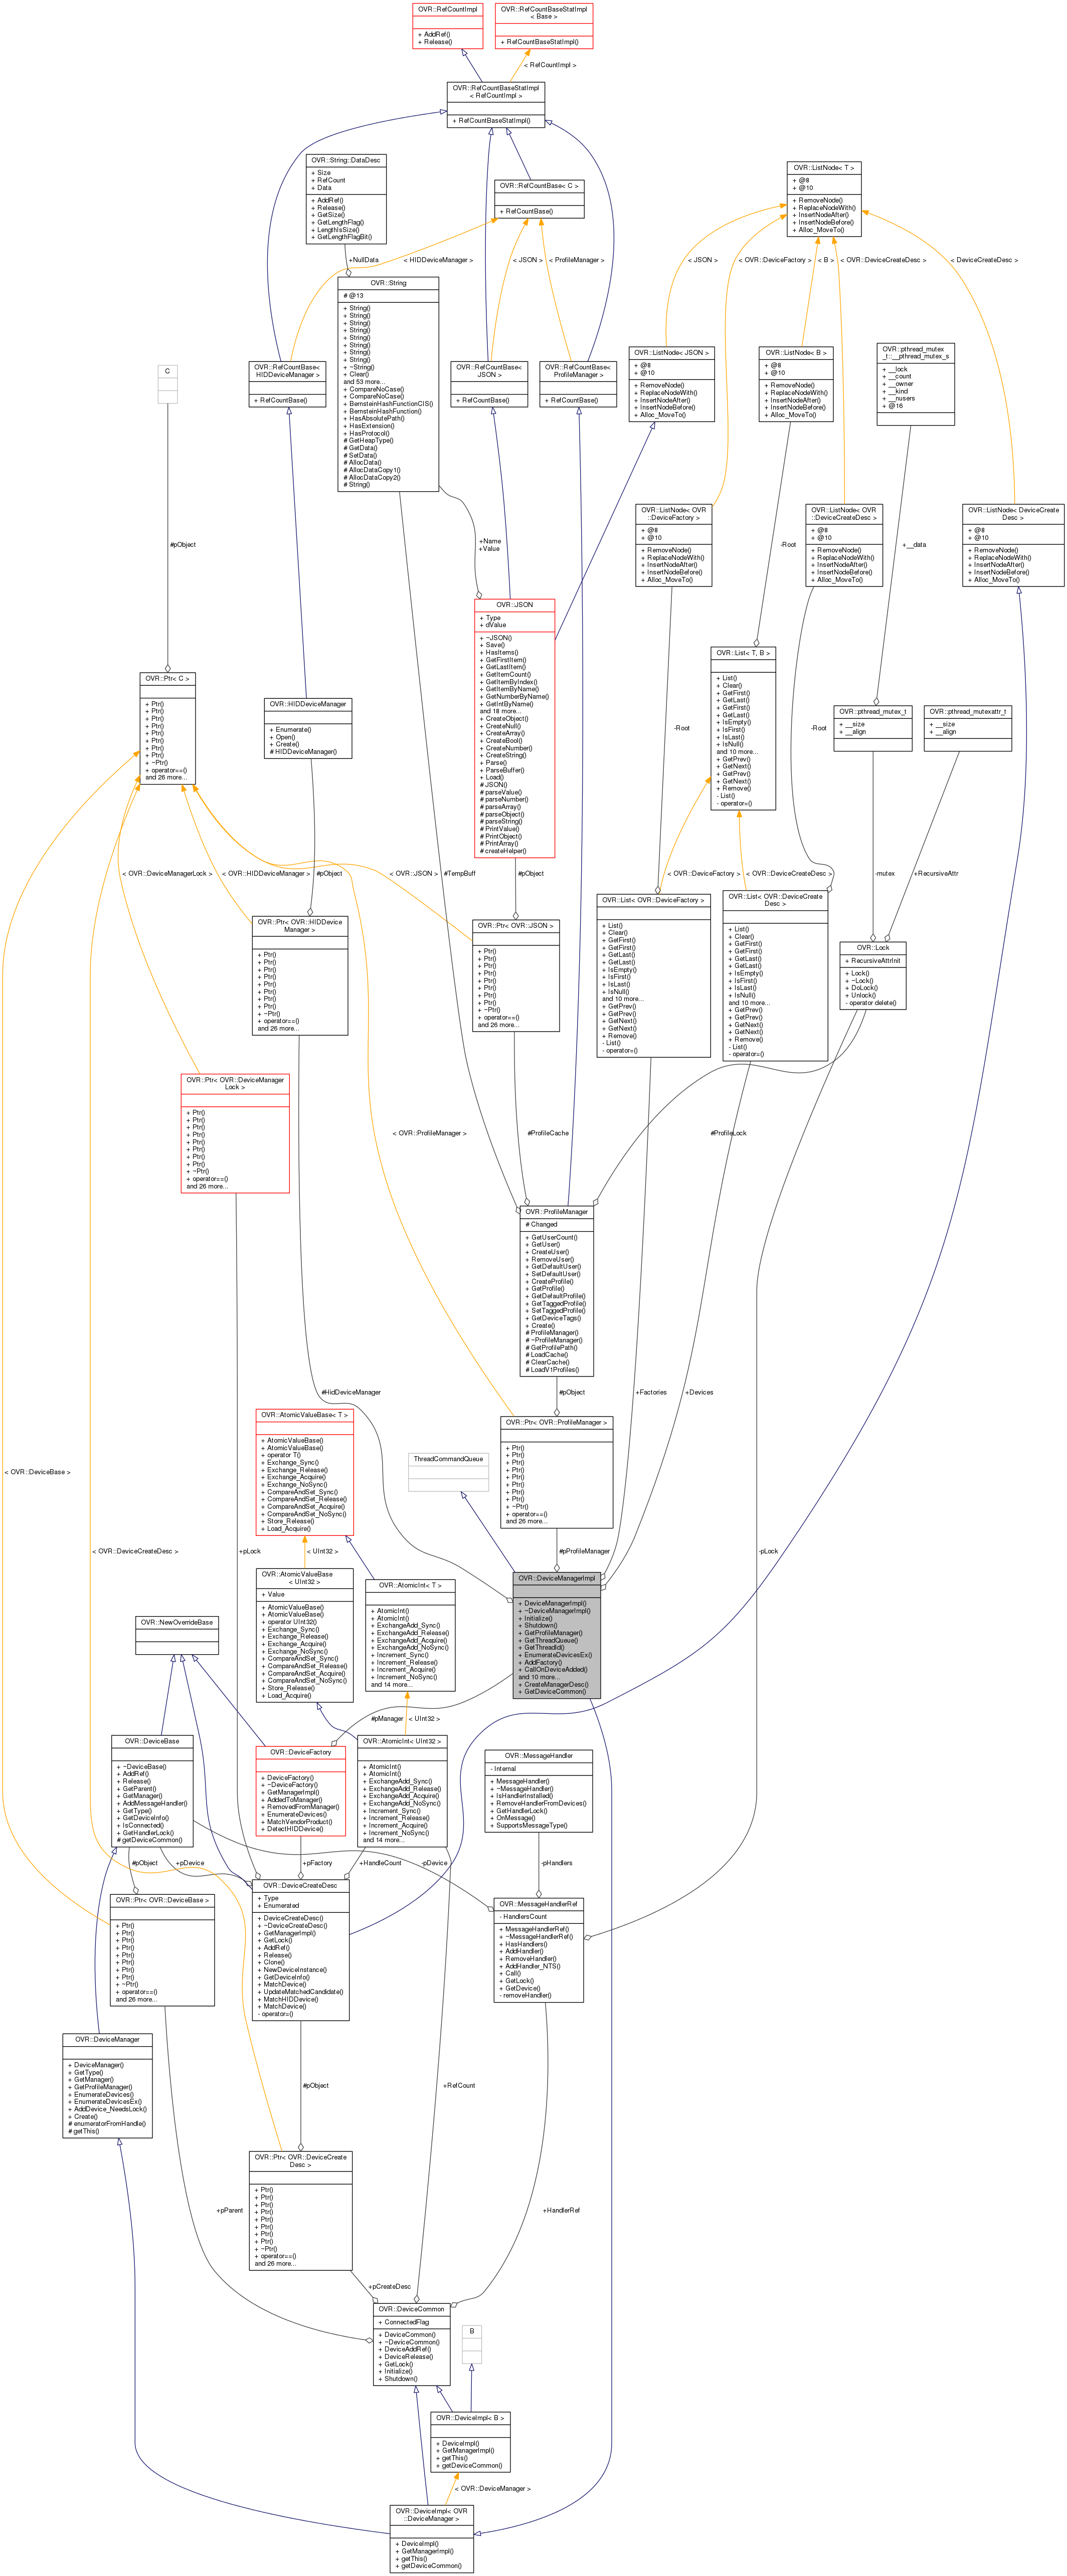 OVR::RefCountImpl
+ AddRef()
+ Release()
OVR::RefCountBaseStatImpl
< Base >
+ RefCountBaseStatImpl()
< RefCountImpl >
OVR::RefCountBaseStatImpl
< RefCountImpl >
+ RefCountBaseStatImpl()
OVR::String::DataDesc
+ Size
+ RefCount
+ Data
+ AddRef()
+ Release()
+ GetSize()
+ GetLengthFlag()
+ LengthIsSize()
+ GetLengthFlagBit()
OVR::RefCountBase< C >
+ RefCountBase()
OVR::ListNode< T >
+ @8
+ @10
+ RemoveNode()
+ ReplaceNodeWith()
+ InsertNodeAfter()
+ InsertNodeBefore()
+ Alloc_MoveTo()
+NullData
< HIDDeviceManager >
< JSON >
< ProfileManager >
< JSON >
< OVR::DeviceFactory >
< B >
< OVR::DeviceCreateDesc >
< DeviceCreateDesc >
OVR::String
# @13
+ String()
+ String()
+ String()
+ String()
+ String()
+ String()
+ String()
+ String()
+ ~String()
+ Clear()
and 53 more...
+ CompareNoCase()
+ CompareNoCase()
+ BernsteinHashFunctionCIS()
+ BernsteinHashFunction()
+ HasAbsolutePath()
+ HasExtension()
+ HasProtocol()
# GetHeapType()
# GetData()
# SetData()
# AllocData()
# AllocDataCopy1()
# AllocDataCopy2()
# String()
C
OVR::RefCountBase<
HIDDeviceManager >
+ RefCountBase()
OVR::RefCountBase<
JSON >
+ RefCountBase()
OVR::RefCountBase<
ProfileManager >
+ RefCountBase()
OVR::ListNode< JSON >
+ @8
+ @10
+ RemoveNode()
+ ReplaceNodeWith()
+ InsertNodeAfter()
+ InsertNodeBefore()
+ Alloc_MoveTo()
OVR::ListNode< B >
+ @8
+ @10
+ RemoveNode()
+ ReplaceNodeWith()
+ InsertNodeAfter()
+ InsertNodeBefore()
+ Alloc_MoveTo()
OVR::pthread_mutex
_t::__pthread_mutex_s
+ __lock
+ __count
+ __owner
+ __kind
+ __nusers
+ @16
#pObject
+Name
+Value
OVR::ListNode< OVR
::DeviceFactory >
+ @8
+ @10
+ RemoveNode()
+ ReplaceNodeWith()
+ InsertNodeAfter()
+ InsertNodeBefore()
+ Alloc_MoveTo()
-Root
OVR::ListNode< OVR
::DeviceCreateDesc >
+ @8
+ @10
+ RemoveNode()
+ ReplaceNodeWith()
+ InsertNodeAfter()
+ InsertNodeBefore()
+ Alloc_MoveTo()
+__data
OVR::ListNode< DeviceCreate
Desc >
+ @8
+ @10
+ RemoveNode()
+ ReplaceNodeWith()
+ InsertNodeAfter()
+ InsertNodeBefore()
+ Alloc_MoveTo()
OVR::JSON
+ Type
+ dValue
+ ~JSON()
+ Save()
+ HasItems()
+ GetFirstItem()
+ GetLastItem()
+ GetItemCount()
+ GetItemByIndex()
+ GetItemByName()
+ GetNumberByName()
+ GetIntByName()
and 18 more...
+ CreateObject()
+ CreateNull()
+ CreateArray()
+ CreateBool()
+ CreateNumber()
+ CreateString()
+ Parse()
+ ParseBuffer()
+ Load()
# JSON()
# parseValue()
# parseNumber()
# parseArray()
# parseObject()
# parseString()
# PrintValue()
# PrintObject()
# PrintArray()
# createHelper()
OVR::Ptr< C >
+ Ptr()
+ Ptr()
+ Ptr()
+ Ptr()
+ Ptr()
+ Ptr()
+ Ptr()
+ Ptr()
+ ~Ptr()
+ operator==()
and 26 more...
OVR::HIDDeviceManager
+ Enumerate()
+ Open()
+ Create()
# HIDDeviceManager()
OVR::List< T, B >
+ List()
+ Clear()
+ GetFirst()
+ GetLast()
+ GetFirst()
+ GetLast()
+ IsEmpty()
+ IsFirst()
+ IsLast()
+ IsNull()
and 10 more...
+ GetPrev()
+ GetNext()
+ GetPrev()
+ GetNext()
+ Remove()
- List()
- operator=()
OVR::pthread_mutex_t
+ __size
+ __align
OVR::pthread_mutexattr_t
+ __size
+ __align
-Root
-Root
< OVR::DeviceManagerLock >
< OVR::HIDDeviceManager >
#pObject
< OVR::JSON >
#TempBuff
#pObject
< OVR::DeviceFactory >
< OVR::DeviceCreateDesc >
-mutex
+RecursiveAttr
OVR::Ptr< OVR::HIDDevice
Manager >
+ Ptr()
+ Ptr()
+ Ptr()
+ Ptr()
+ Ptr()
+ Ptr()
+ Ptr()
+ Ptr()
+ ~Ptr()
+ operator==()
and 26 more...
OVR::Ptr< OVR::JSON >
+ Ptr()
+ Ptr()
+ Ptr()
+ Ptr()
+ Ptr()
+ Ptr()
+ Ptr()
+ Ptr()
+ ~Ptr()
+ operator==()
and 26 more...
OVR::List< OVR::DeviceFactory >
+ List()
+ Clear()
+ GetFirst()
+ GetFirst()
+ GetLast()
+ GetLast()
+ IsEmpty()
+ IsFirst()
+ IsLast()
+ IsNull()
and 10 more...
+ GetPrev()
+ GetPrev()
+ GetNext()
+ GetNext()
+ Remove()
- List()
- operator=()
OVR::List< OVR::DeviceCreate
Desc >
+ List()
+ Clear()
+ GetFirst()
+ GetFirst()
+ GetLast()
+ GetLast()
+ IsEmpty()
+ IsFirst()
+ IsLast()
+ IsNull()
and 10 more...
+ GetPrev()
+ GetPrev()
+ GetNext()
+ GetNext()
+ Remove()
- List()
- operator=()
OVR::Lock
+ RecursiveAttrInit
+ Lock()
+ ~Lock()
+ DoLock()
+ Unlock()
- operator delete()
OVR::Ptr< OVR::DeviceManager
Lock >
+ Ptr()
+ Ptr()
+ Ptr()
+ Ptr()
+ Ptr()
+ Ptr()
+ Ptr()
+ Ptr()
+ ~Ptr()
+ operator==()
and 26 more...
< OVR::ProfileManager >
#ProfileCache
#ProfileLock
OVR::ProfileManager
# Changed
+ GetUserCount()
+ GetUser()
+ CreateUser()
+ RemoveUser()
+ GetDefaultUser()
+ SetDefaultUser()
+ CreateProfile()
+ GetProfile()
+ GetDefaultProfile()
+ GetTaggedProfile()
+ SetTaggedProfile()
+ GetDeviceTags()
+ Create()
# ProfileManager()
# ~ProfileManager()
# GetProfilePath()
# LoadCache()
# ClearCache()
# LoadV1Profiles()
#HidDeviceManager
#pObject
+Factories
+Devices
OVR::AtomicValueBase< T >
+ AtomicValueBase()
+ AtomicValueBase()
+ operator T()
+ Exchange_Sync()
+ Exchange_Release()
+ Exchange_Acquire()
+ Exchange_NoSync()
+ CompareAndSet_Sync()
+ CompareAndSet_Release()
+ CompareAndSet_Acquire()
+ CompareAndSet_NoSync()
+ Store_Release()
+ Load_Acquire()
ThreadCommandQueue
OVR::Ptr< OVR::ProfileManager >
+ Ptr()
+ Ptr()
+ Ptr()
+ Ptr()
+ Ptr()
+ Ptr()
+ Ptr()
+ Ptr()
+ ~Ptr()
+ operator==()
and 26 more...
< OVR::DeviceBase >
< OVR::DeviceCreateDesc >
+pLock
< UInt32 >
#pProfileManager
-pLock
OVR::AtomicValueBase
< UInt32 >
+ Value
+ AtomicValueBase()
+ AtomicValueBase()
+ operator UInt32()
+ Exchange_Sync()
+ Exchange_Release()
+ Exchange_Acquire()
+ Exchange_NoSync()
+ CompareAndSet_Sync()
+ CompareAndSet_Release()
+ CompareAndSet_Acquire()
+ CompareAndSet_NoSync()
+ Store_Release()
+ Load_Acquire()
OVR::AtomicInt< T >
+ AtomicInt()
+ AtomicInt()
+ ExchangeAdd_Sync()
+ ExchangeAdd_Release()
+ ExchangeAdd_Acquire()
+ ExchangeAdd_NoSync()
+ Increment_Sync()
+ Increment_Release()
+ Increment_Acquire()
+ Increment_NoSync()
and 14 more...
OVR::DeviceManagerImpl
+ DeviceManagerImpl()
+ ~DeviceManagerImpl()
+ Initialize()
+ Shutdown()
+ GetProfileManager()
+ GetThreadQueue()
+ GetThreadId()
+ EnumerateDevicesEx()
+ AddFactory()
+ CallOnDeviceAdded()
and 10 more...
+ CreateManagerDesc()
+ GetDeviceCommon()
OVR::NewOverrideBase
#pManager
< UInt32 >
OVR::DeviceBase
+ ~DeviceBase()
+ AddRef()
+ Release()
+ GetParent()
+ GetManager()
+ AddMessageHandler()
+ GetType()
+ GetDeviceInfo()
+ IsConnected()
+ GetHandlerLock()
# getDeviceCommon()
OVR::DeviceFactory
+ DeviceFactory()
+ ~DeviceFactory()
+ GetManagerImpl()
+ AddedToManager()
+ RemovedFromManager()
+ EnumerateDevices()
+ MatchVendorProduct()
+ DetectHIDDevice()
OVR::AtomicInt< UInt32 >
+ AtomicInt()
+ AtomicInt()
+ ExchangeAdd_Sync()
+ ExchangeAdd_Release()
+ ExchangeAdd_Acquire()
+ ExchangeAdd_NoSync()
+ Increment_Sync()
+ Increment_Release()
+ Increment_Acquire()
+ Increment_NoSync()
and 14 more...
OVR::MessageHandler
- Internal
+ MessageHandler()
+ ~MessageHandler()
+ IsHandlerInstalled()
+ RemoveHandlerFromDevices()
+ GetHandlerLock()
+ OnMessage()
+ SupportsMessageType()
#pObject
+pDevice
+pFactory
+HandleCount
-pDevice
-pHandlers
OVR::Ptr< OVR::DeviceBase >
+ Ptr()
+ Ptr()
+ Ptr()
+ Ptr()
+ Ptr()
+ Ptr()
+ Ptr()
+ Ptr()
+ ~Ptr()
+ operator==()
and 26 more...
OVR::DeviceCreateDesc
+ Type
+ Enumerated
+ DeviceCreateDesc()
+ ~DeviceCreateDesc()
+ GetManagerImpl()
+ GetLock()
+ AddRef()
+ Release()
+ Clone()
+ NewDeviceInstance()
+ GetDeviceInfo()
+ MatchDevice()
+ UpdateMatchedCandidate()
+ MatchHIDDevice()
+ MatchDevice()
- operator=()
OVR::MessageHandlerRef
- HandlersCount
+ MessageHandlerRef()
+ ~MessageHandlerRef()
+ HasHandlers()
+ AddHandler()
+ RemoveHandler()
+ AddHandler_NTS()
+ Call()
+ GetLock()
+ GetDevice()
- removeHandler()
OVR::DeviceManager
+ DeviceManager()
+ GetType()
+ GetManager()
+ GetProfileManager()
+ EnumerateDevices()
+ EnumerateDevicesEx()
+ AddDevice_NeedsLock()
+ Create()
# enumeratorFromHandle()
# getThis()
#pObject
+RefCount
OVR::Ptr< OVR::DeviceCreate
Desc >
+ Ptr()
+ Ptr()
+ Ptr()
+ Ptr()
+ Ptr()
+ Ptr()
+ Ptr()
+ Ptr()
+ ~Ptr()
+ operator==()
and 26 more...
+pParent
+HandlerRef
+pCreateDesc
OVR::DeviceCommon
+ ConnectedFlag
+ DeviceCommon()
+ ~DeviceCommon()
+ DeviceAddRef()
+ DeviceRelease()
+ GetLock()
+ Initialize()
+ Shutdown()
B
OVR::DeviceImpl< B >
+ DeviceImpl()
+ GetManagerImpl()
+ getThis()
+ getDeviceCommon()
< OVR::DeviceManager >
OVR::DeviceImpl< OVR
::DeviceManager >
+ DeviceImpl()
+ GetManagerImpl()
+ getThis()
+ getDeviceCommon()